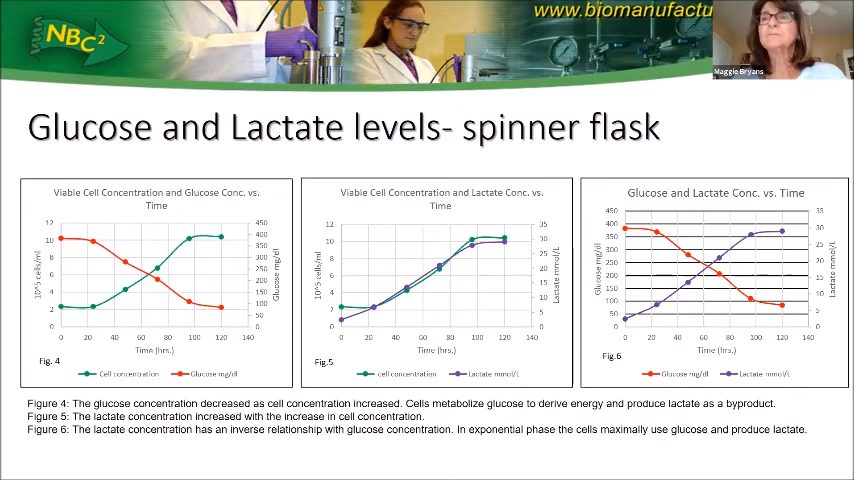 www.biomanufactu
NBC2
Maggie Bryans
Glucose and Lactate levels- spinner flask
Viable Cell Concentration and Glucose Conc. vs.
Time
12
10
8
6
4
2
0
10^5 cells/ml
450
400
350
300
250
200
150
100
50
0
Glucose mg/dl
0 20 40 60 80 100 120 140
Time (hrs.)
Fig. 4
Cell concentration Glucose mg/dl
Viable Cell Concentration and Lactate Conc. vs.
Time
12
10
8
6
4
2
0
10^5 cells/ml
35
30
25
20
15
10
5
0
Lactate mmol/L
0 20 40 60 80 100 120 140
Time (hrs,)
Fig.5
cell concentration Lactate mmol/L
Glucose and Lactate Conc. vs. Time
450
400
350
300
250
200
150
100
50
0
Glucose mg/dl
35
30
25
20
15
10
5
0
Lactate mmol/L
0 20 40 60 80 100 120 140
Time (hrs.)
Fig.6
Glucose mg/dl Lactate mmol/L
Figure 4: The glucose concentration decreased as cell concentration increased. Cells metabolize glucose to derive energy and produce lactate as a byproduct.
Figure 5: The lactate concentration increased with the increase in cell concentration.
Figure 6: The lactate concentration has an inverse relationship with glucose concentration. In exponential phase the cells maximally use glucose and produce lactate.